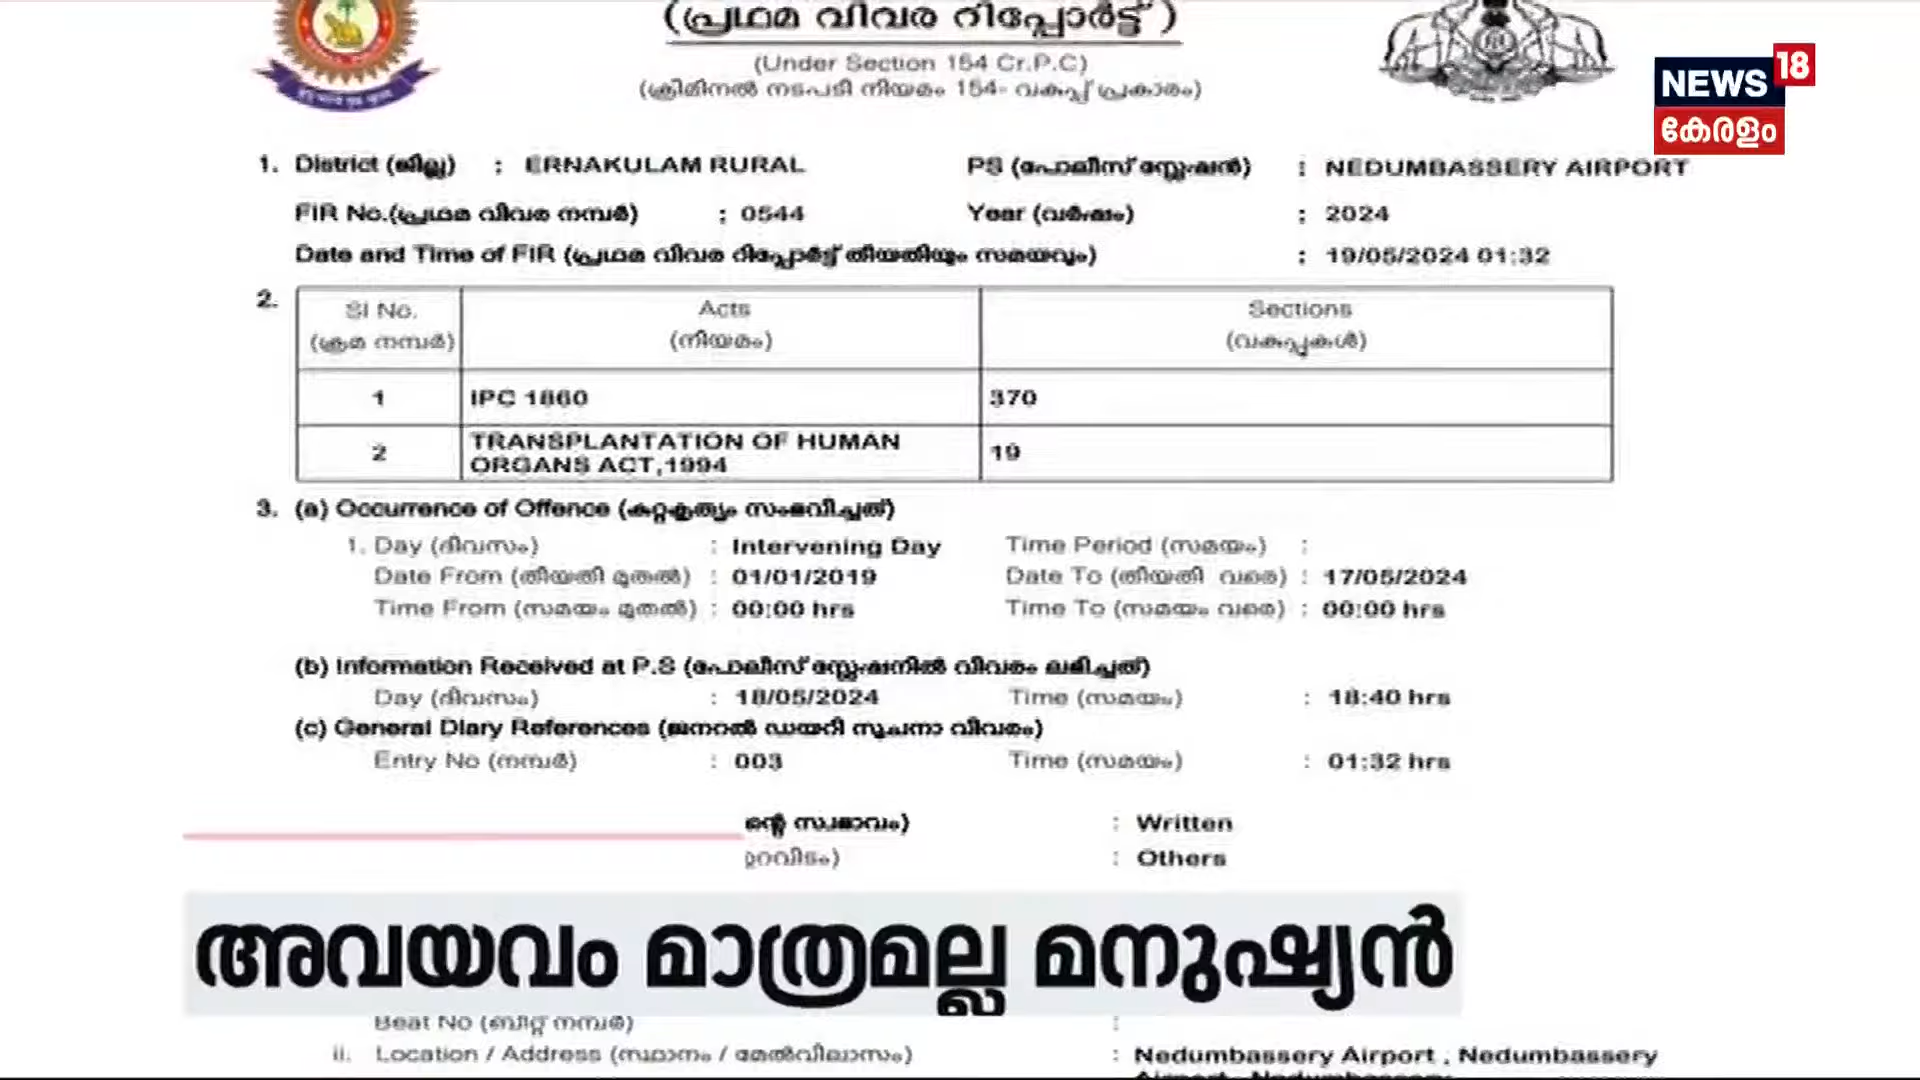 (പ്രഥമ വിവര റിപ്പോർട്ട് )
(Under Section 154 Cr.P.C)
(ക്രിമിനൽ നടപടി നിയമം 154- വകുപ്പ് പ്രകാരം)
NEWS 18
കേരളം
1. District (ജില്ല) : ERNAKULAM RURAL PS (പോലീസ് സ്റ്റേഷൻ) : NEDUMBASSERY AIRPORT
FIR No.(പ്രഥമ വിവര നമ്പർ) : 0544 Year (വർഷം) : 2024
Date and Time of FIR (പ്രഥമ വിവര റിപ്പോർട്ട് തിയതിയും സമയവും) : 19/05/2024 01:32
2. Sl No. Acts Sections
(ക്രമ നമ്പർ) (നിയമം) (വകുപ്പുകൾ)
1 IPC 1860 370
2 TRANSPLANTATION OF HUMAN ORGANS ACT,1994 19
3. (a) Occurrence of Offence (കുറ്റകൃത്യം സംഭവിച്ചത്)
1. Day (ദിവസം) : Intervening Day Time Period (സമയം) :
Date From (തിയതി മുതൽ) : 01/01/2019 Date To (തിയതി വരെ) : 17/05/2024
Time From (സമയം മുതൽ) : 00:00 hrs Time To (സമയം വരെ) : 00:00 hrs
(b) Information Received at P.S (പോലീസ് സ്റ്റേഷനിൽ വിവരം ലഭിച്ചത്)
Day (ദിവസം) : 18/05/2024 Time (സമയം) : 18:40 hrs
(c) General Diary References (ജനറൽ ഡയറി സൂചനാ വിവരം)
Entry No (നമ്പർ) : 003 Time (സമയം) : 01:32 hrs
ന്റെ സ്വഭാവം) : Written
റവിടം) : Others
അവയവം മാത്രമല്ല മനുഷ്യൻ
Beat No (ബീറ്റ് നമ്പർ) :
ii. Location / Address (സ്ഥാനം / മേൽവിലാസം) : Nedumbassery Airport , Nedumbassery